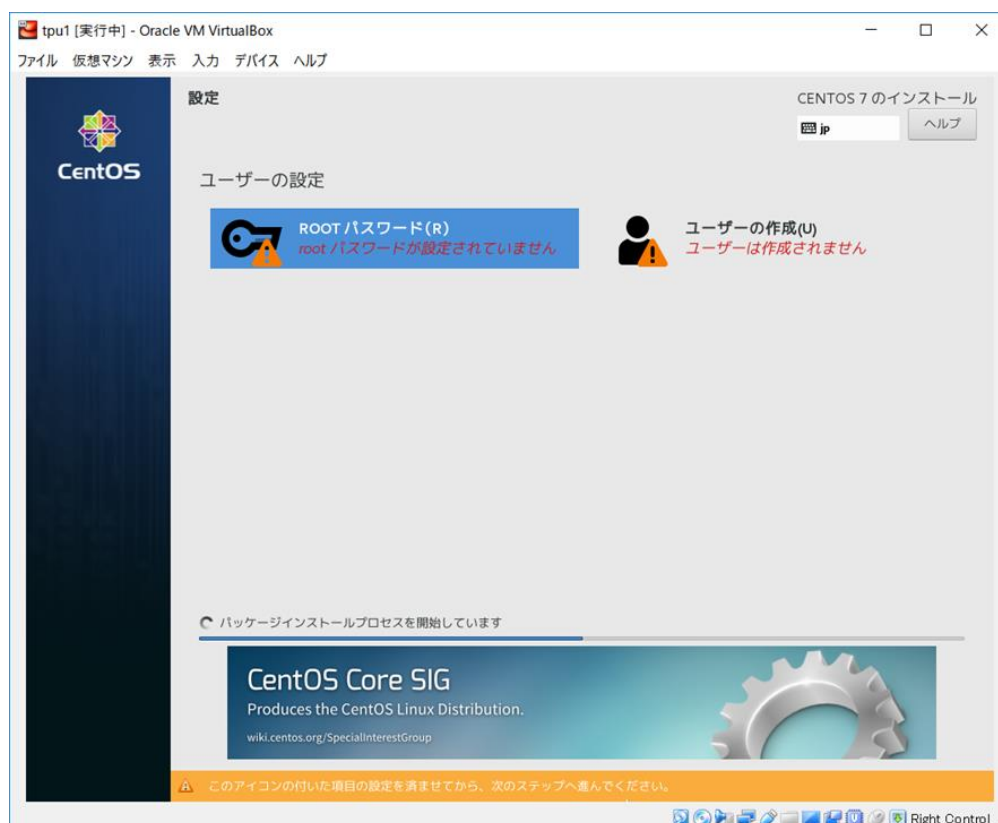 tpu1 [実行中] - Oracle VM VirtualBox
ファイル 仮想マシン 表示 入力 デバイス ヘルプ
CentOS
設定
CENTOS 7 のインストール
jp
ヘルプ
ユーザーの設定
ROOT パスワード(R)
root パスワードが設定されていません
ユーザーの作成(U)
ユーザーは作成されません
パッケージインストールプロセスを開始しています
CentOS Core SIG
Produces the CentOS Linux Distribution.
wiki.centos.org/SpecialInterestGroup
このアイコンの付いた項目の設定を済ませてから、次のステップへ進んでください。
Right Control